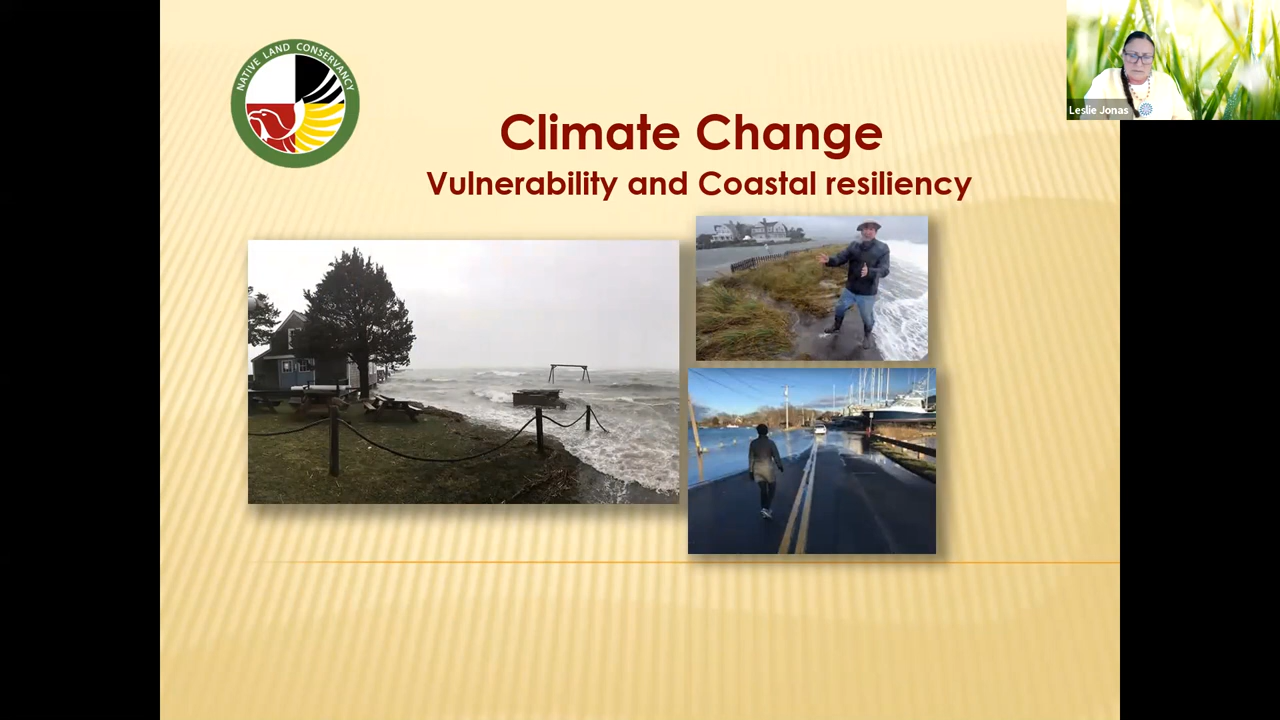 NATIVE LAND CONSERVANCY
Climate Change
Vulnerability and Coastal resiliency
Leslie Jonas